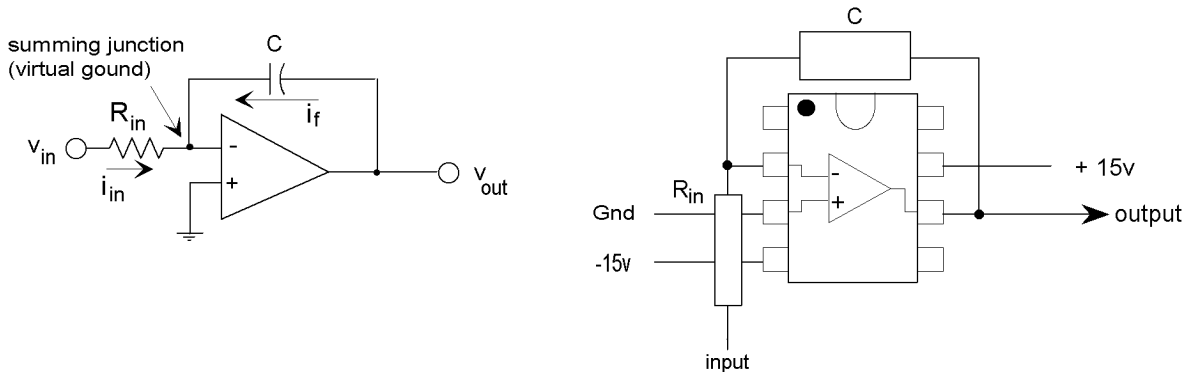 summing junction
(virtual gound)
C
R_in
i_f
v_in
i_in
-
+
v_out
C
R_in
-
+
+ 15v
Gnd
output
-15v
input